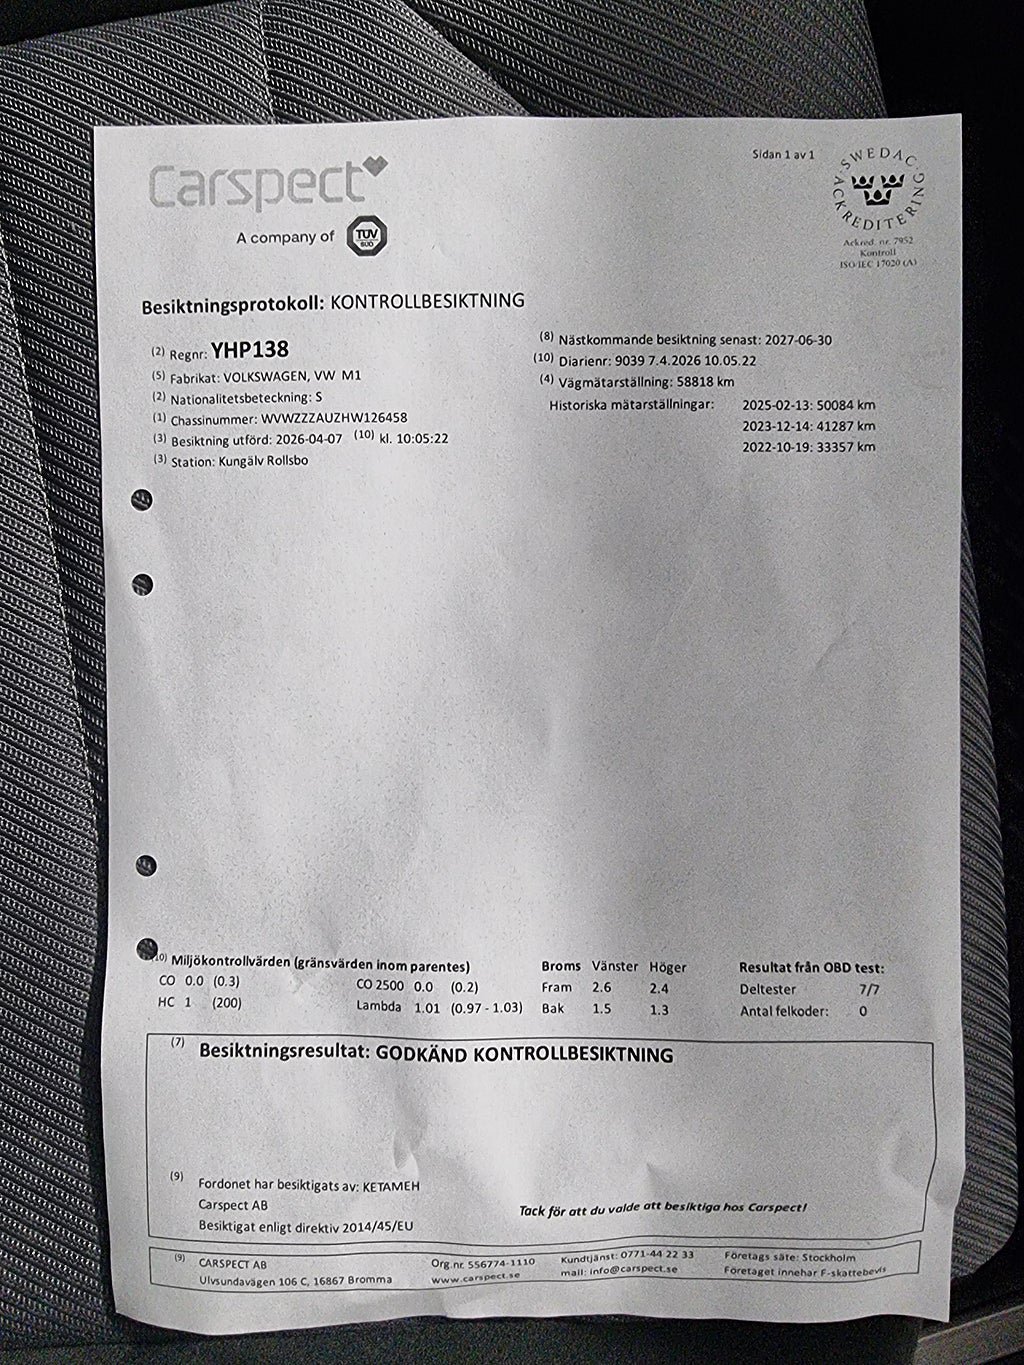 Carspect
A company of TÜV SÜD
Sidan 1 av 1
SWEDAC ACKREDITERING
Ackred. nr. 7952
Kontroll
ISO/IEC 17020 (A)
Besiktningsprotokoll: KONTROLLBESIKTNING
(2) Regnr: YHP138
(5) Fabrikat: VOLKSWAGEN, VW M1
(2) Nationalitetsbeteckning: S
(1) Chassinummer: WVWZZZAUZHW126458
(3) Besiktning utförd: 2026-04-07 (10) kl. 10:05:22
(3) Station: Kungälv Rollsbo
(8) Nästkommande besiktning senast: 2027-06-30
(10) Diarienr: 9039 7.4.2026 10.05.22
(4) Vägmätarställning: 58818 km
Historiska mätarställningar: 2025-02-13: 50084 km
2023-12-14: 41287 km
2022-10-19: 33357 km
(10) Miljökontrollvärden (gränsvärden inom parentes)
CO 0.0 (0.3) CO 2500 0.0 (0.2)
HC 1 (200) Lambda 1.01 (0.97 - 1.03)
Broms Vänster Höger
Fram 2.6 2.4
Bak 1.5 1.3
Resultat från OBD test:
Deltester 7/7
Antal felkoder: 0
(7) Besiktningsresultat: GODKÄND KONTROLLBESIKTNING
(9) Fordonet har besiktigats av: KETAMEH
Carspect AB
Besiktigat enligt direktiv 2014/45/EU
Tack för att du valde att besiktiga hos Carspect!
(9) CARSPECT AB
Ulvsundavägen 106 C, 16867 Bromma
Org.nr. 556774-1110
www.carspect.se
Kundtjänst: 0771-44 22 33
mail: info@carspect.se
Företags säte: Stockholm
Företaget innehar F-skattebevis